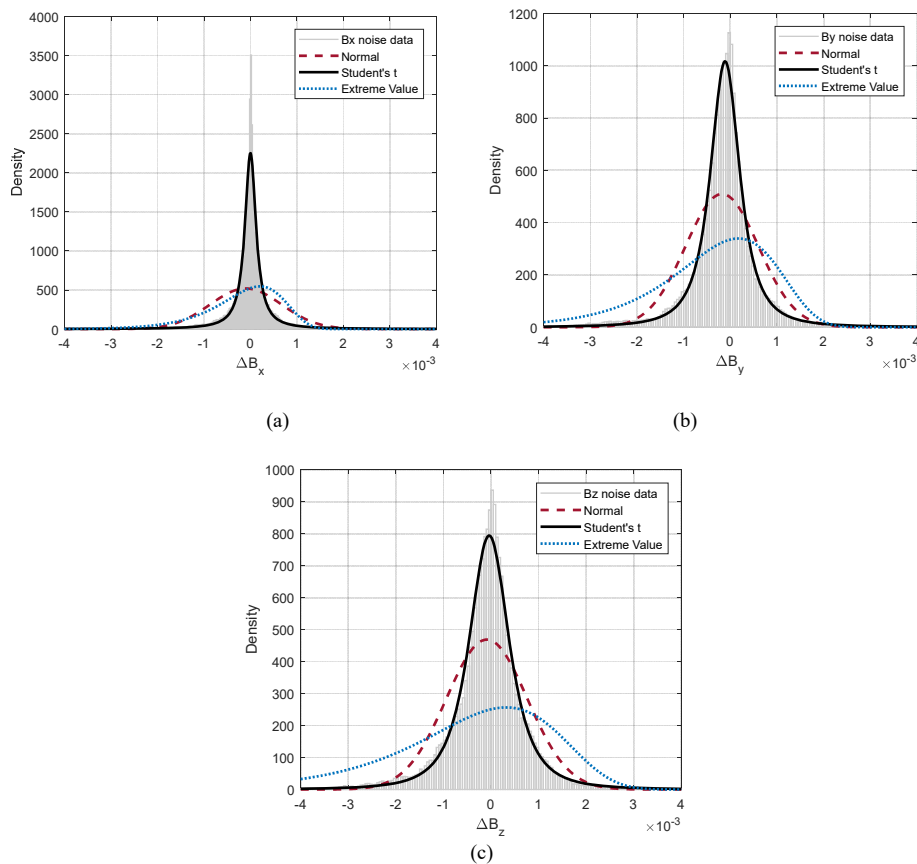 4000
3500
3000
2500
2000
1500
1000
500
0
Density
Bx noise data
Normal
Student's t
Extreme Value
-4 -3 -2 -1 0 1 2 3 4
ΔB_x
×10^-3
(a)
1200
1000
800
600
400
200
0
Density
By noise data
Normal
Student's t
Extreme Value
-4 -3 -2 -1 0 1 2 3 4
ΔB_y
×10^-3
(b)
1000
900
800
700
600
500
400
300
200
100
0
Density
Bz noise data
Normal
Student's t
Extreme Value
-4 -3 -2 -1 0 1 2 3 4
ΔB_z
×10^-3
(c)